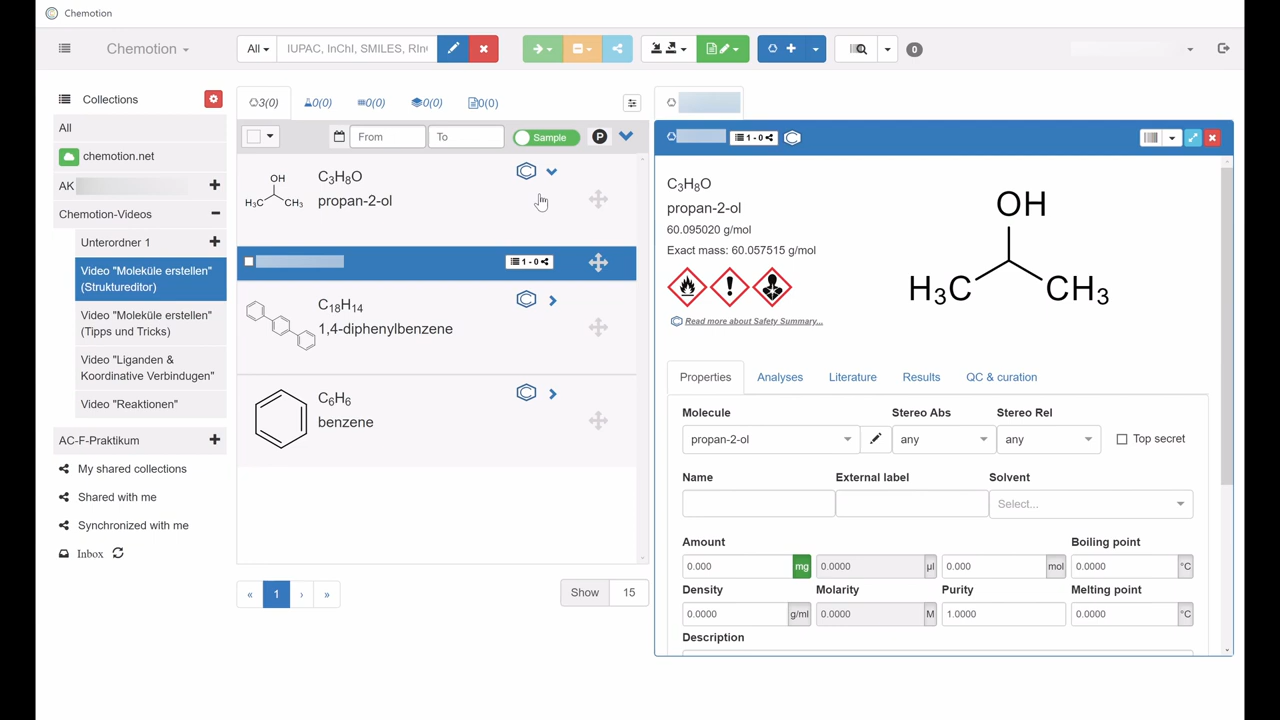 Chemotion
Chemotion
All
IUPAC, InChI, SMILES, RIn
0
Collections
All
chemotion.net
AK
Chemotion-Videos
Unterordner 1
Video "Moleküle erstellen"
(Struktureditor)
Video "Moleküle erstellen"
(Tipps und Tricks)
Video "Liganden &
Koordinative Verbindungen"
Video "Reaktionen"
AC-F-Praktikum
My shared collections
Shared with me
Synchronized with me
Inbox
3(0) 0(0) 0(0) 0(0) 0(0)
From To Sample P
OH
H₃C CH₃
C₃H₈O
propan-2-ol
1 - 0
C₁₈H₁₄
1,4-diphenylbenzene
C₆H₆
benzene
« 1 › »
Show 15
1 - 0
C₃H₈O
propan-2-ol
60.095020 g/mol
Exact mass: 60.057515 g/mol
Read more about Safety Summary...
OH
H₃C CH₃
Properties Analyses Literature Results QC & curation
Molecule Stereo Abs Stereo Rel
propan-2-ol any any Top secret
Name External label Solvent
Select...
Amount Boiling point
0.000 mg 0.0000 µl 0.000 mol 0.0000 °C
Density Molarity Purity Melting point
0.0000 g/ml 0.0000 M 1.0000 0.0000 °C
Description